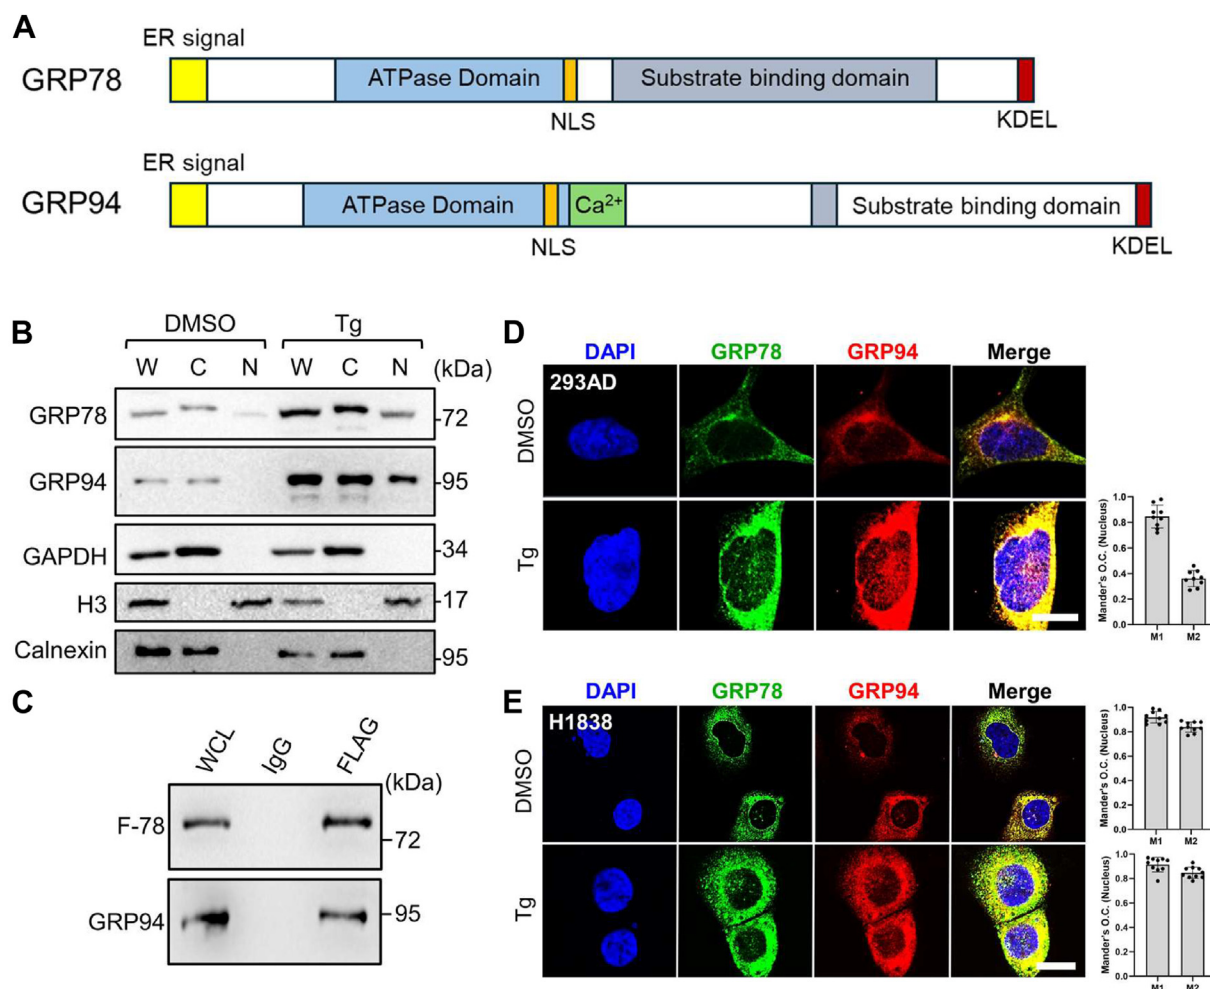 A
ER signal
GRP78
ATPase Domain
Substrate binding domain
NLS
KDEL
ER signal
GRP94
ATPase Domain
Ca²⁺
Substrate binding domain
NLS
KDEL
B
DMSO Tg
W C N W C N (kDa)
GRP78
72
GRP94
95
GAPDH
34
H3
17
Calnexin
95
C
WCL IgG FLAG
(kDa)
F-78
72
GRP94
95
D
DAPI GRP78 GRP94 Merge
293AD
DMSO
Tg
Mander's O.C. (Nucleus)
1.0
0.8
0.6
0.4
0.2
0.0
M1 M2
E
DAPI GRP78 GRP94 Merge
H1838
DMSO
Tg
Mander's O.C. (Nucleus)
1.0
0.8
0.6
0.4
0.2
0.0
M1 M2
Mander's O.C. (Nucleus)
1.0
0.8
0.6
0.4
0.2
0.0
M1 M2